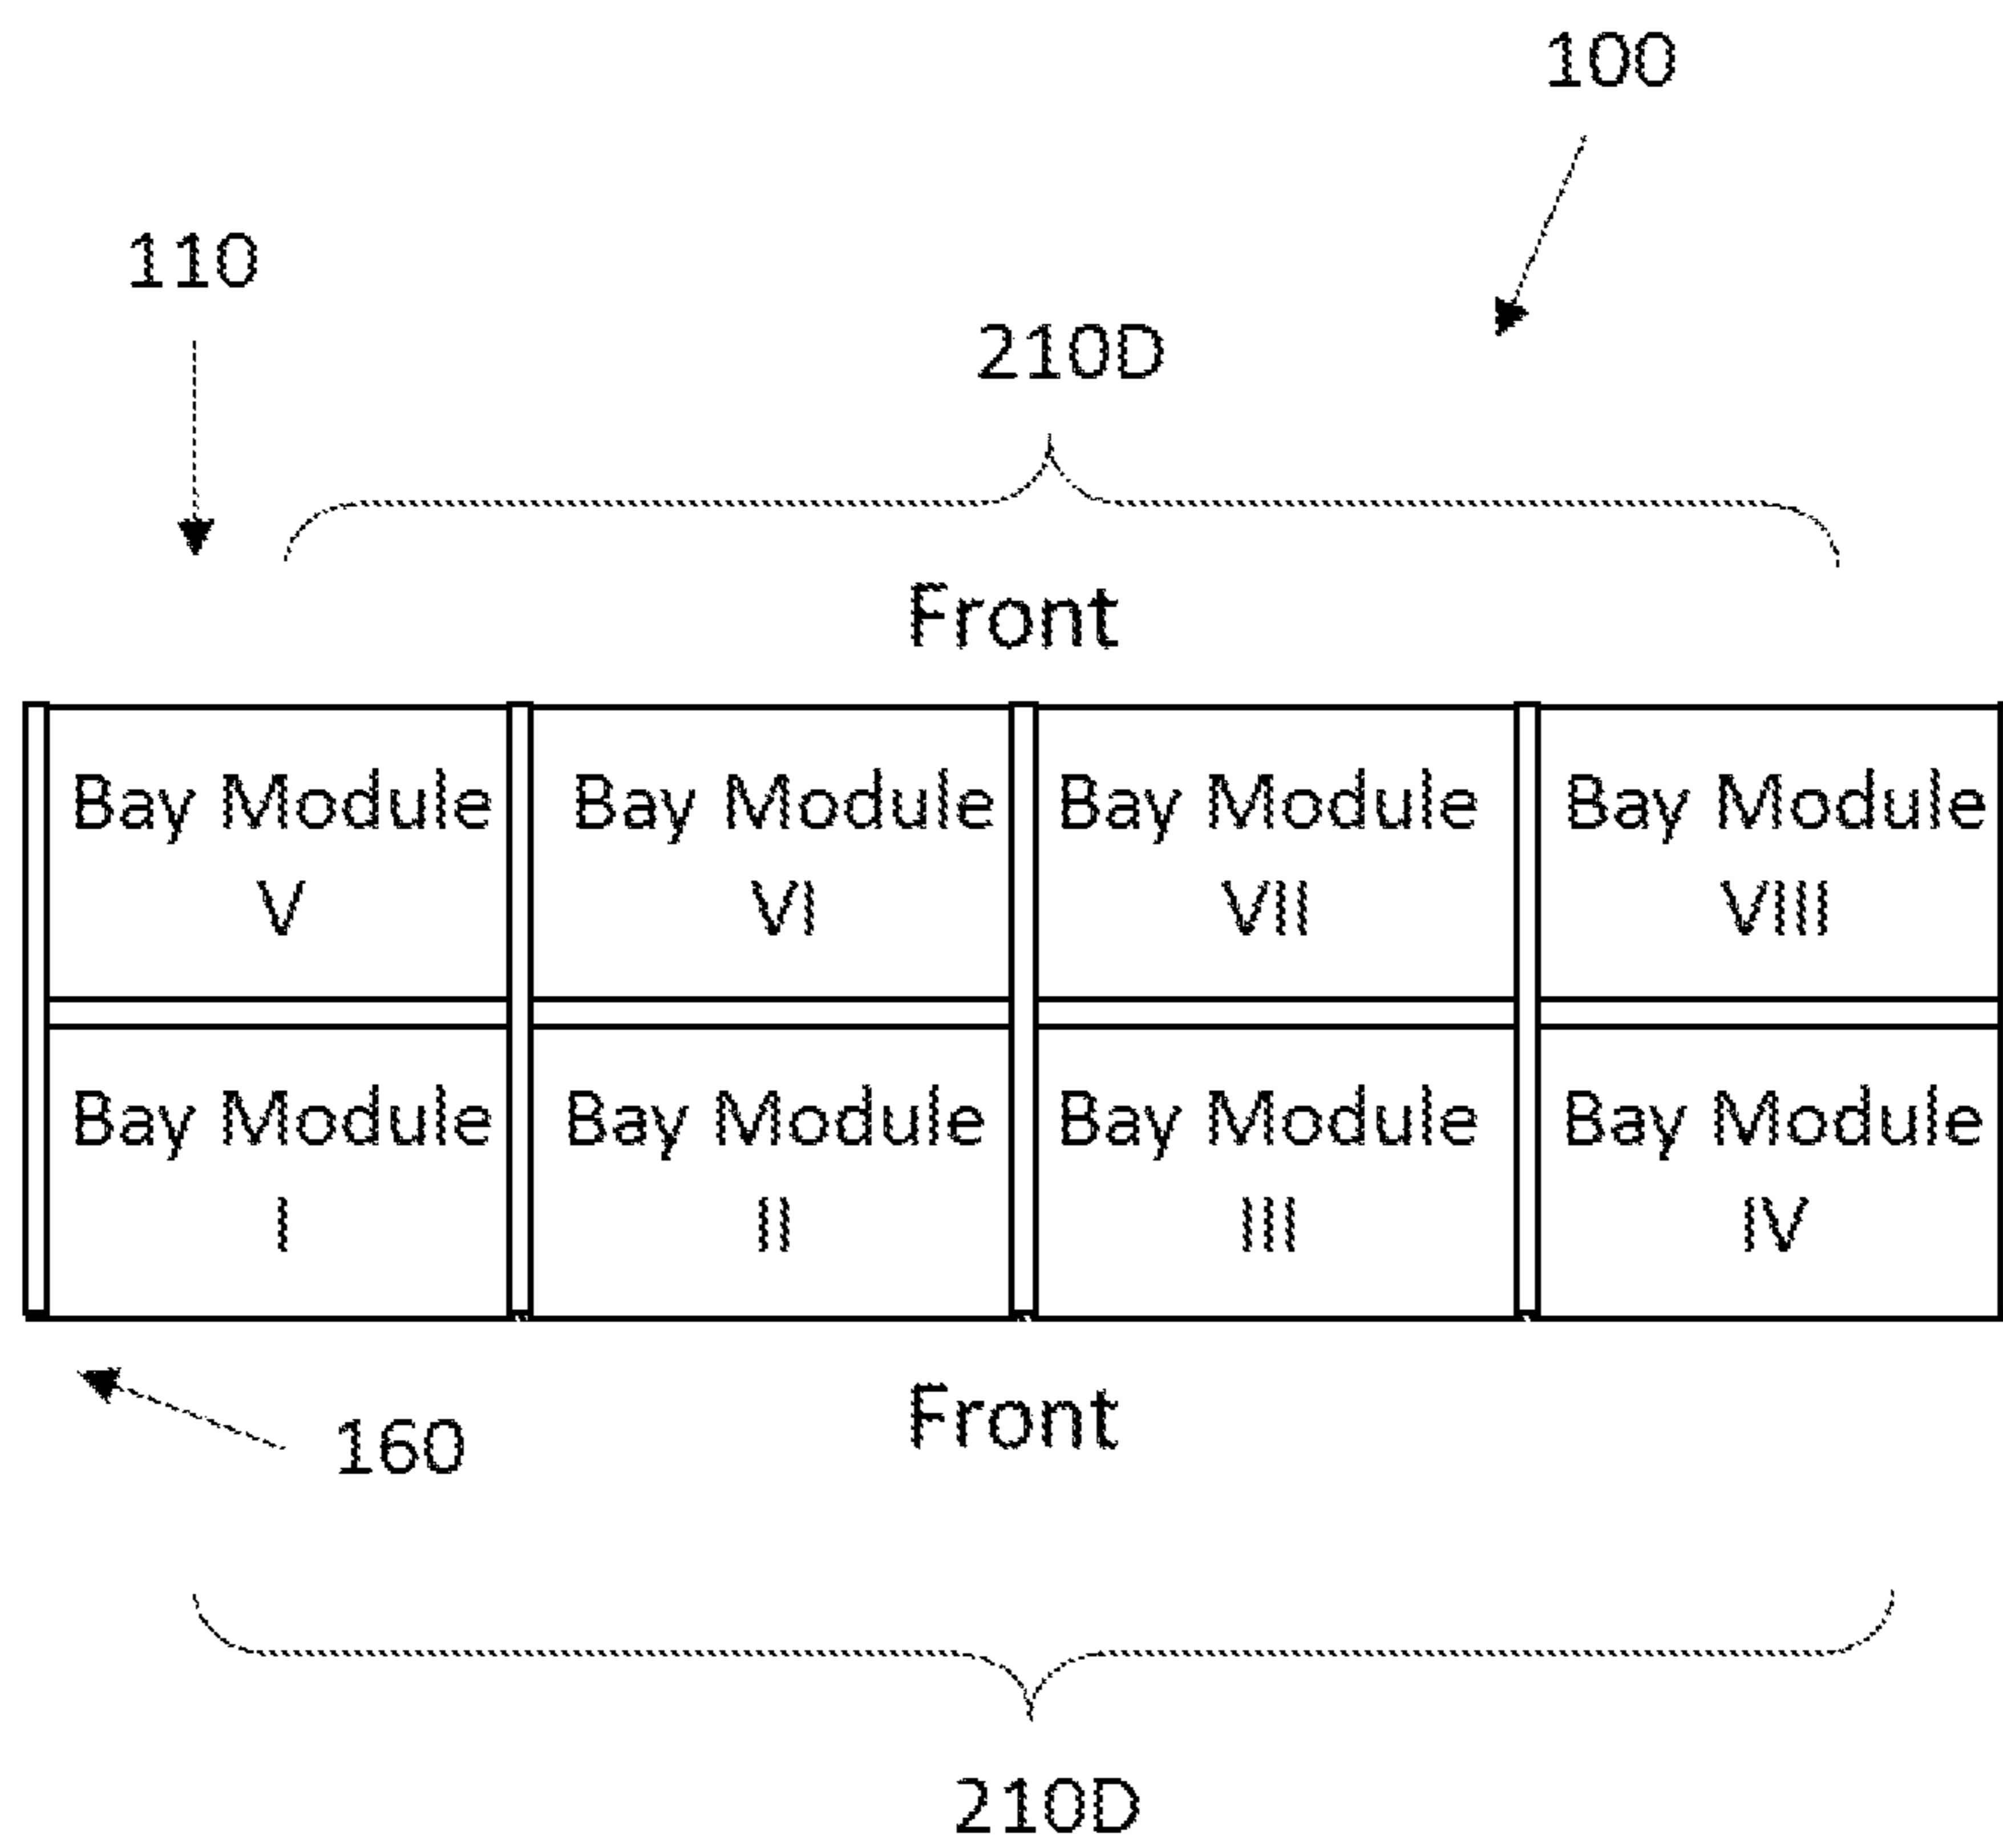 100
110
210D
Front
Bay Module
V
Bay Module
VI
Bay Module
VII
Bay Module
VIII
Bay Module
I
Bay Module
II
Bay Module
III
Bay Module
IV
Front
160
210D